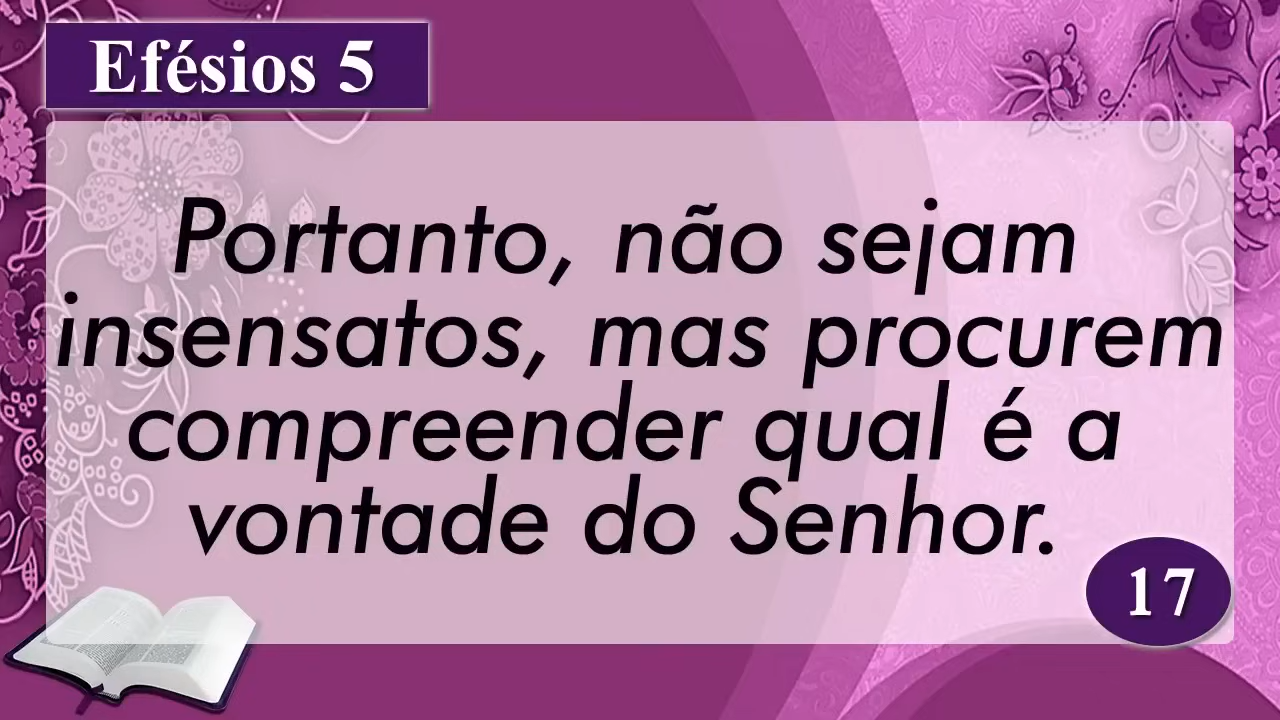 Efésios 5
Portanto, não sejam
insensatos, mas procurem
compreender qual é a
vontade do Senhor.
17